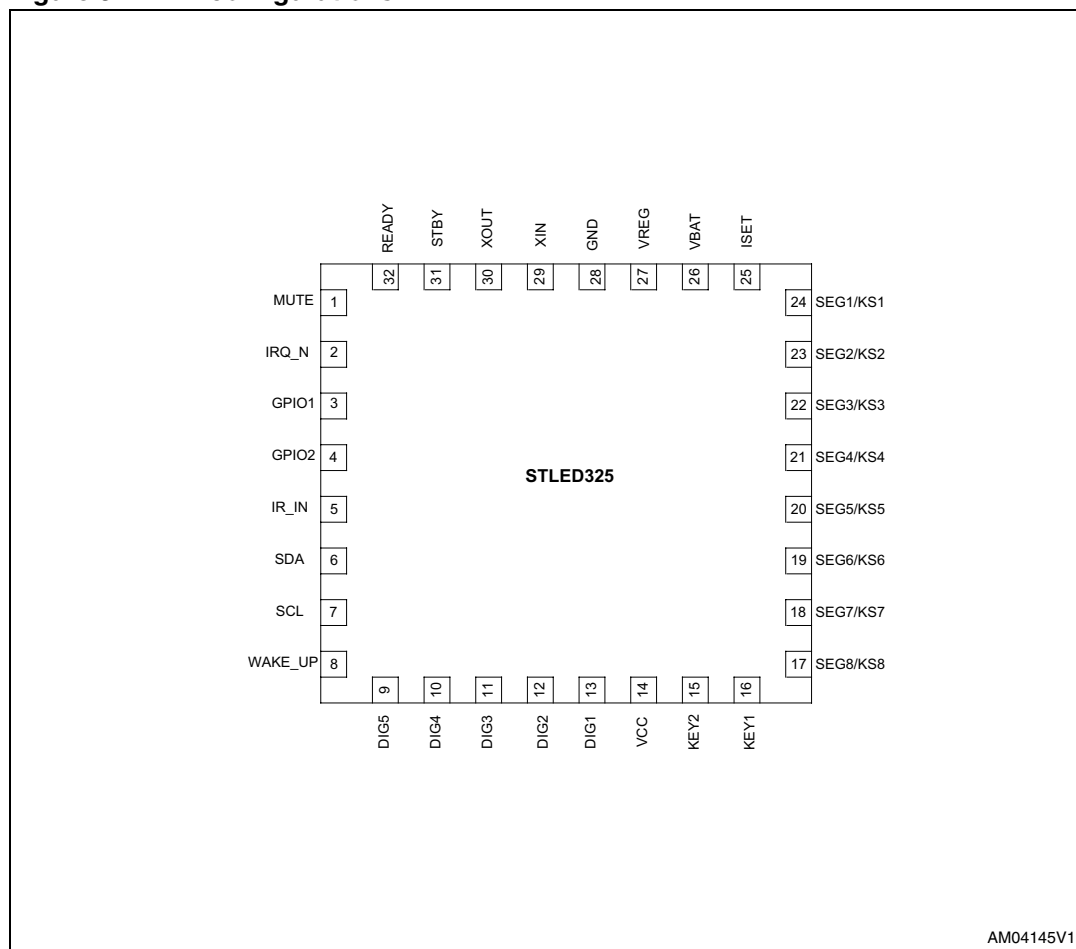 READY
STBY
XOUT
XIN
GND
VREG
VBAT
ISET
32
31
30
29
28
27
26
25
MUTE 1
24 SEG1/KS1
IRQ_N 2
23 SEG2/KS2
GPIO1 3
22 SEG3/KS3
GPIO2 4
21 SEG4/KS4
STLED325
IR_IN 5
20 SEG5/KS5
SDA 6
19 SEG6/KS6
SCL 7
18 SEG7/KS7
WAKE_UP 8
17 SEG8/KS8
9
10
11
12
13
14
15
16
DIG5
DIG4
DIG3
DIG2
DIG1
VCC
KEY2
KEY1
AM04145V1